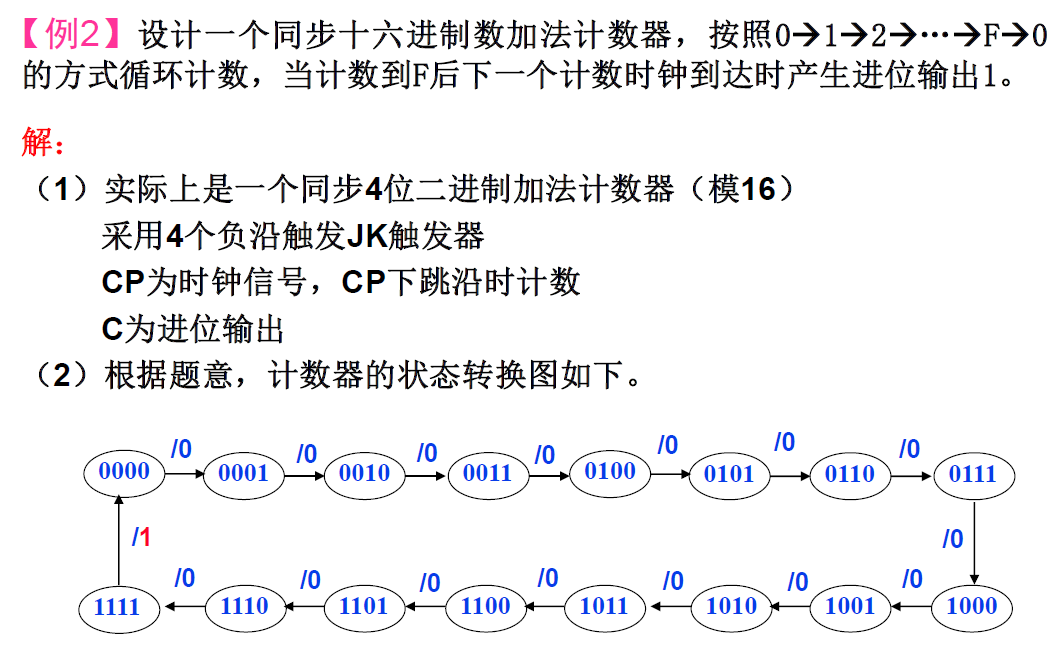 【例2】设计一个同步十六进制数加法计数器，按照0→1→2→…→F→0
的方式循环计数，当计数到F后下一个计数时钟到达时产生进位输出1。
解：
（1）实际上是一个同步4位二进制加法计数器（模16）
采用4个负沿触发JK触发器
CP为时钟信号，CP下跳沿时计数
C为进位输出
（2）根据题意，计数器的状态转换图如下。
/0 /0 /0 /0 /0 /0 /0
0000 0001 0010 0011 0100 0101 0110 0111
/1 /0
/0 /0 /0 /0 /0 /0 /0
1111 1110 1101 1100 1011 1010 1001 1000